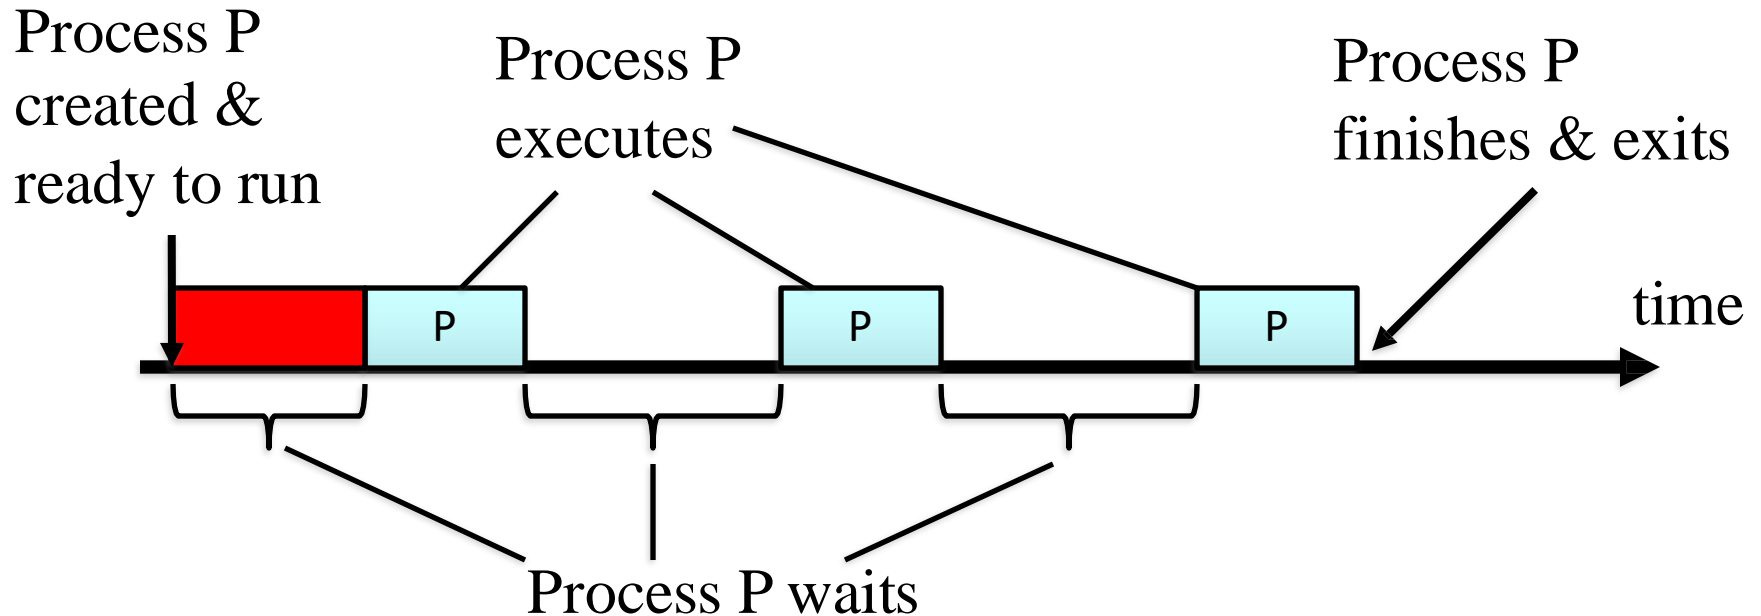 Process P
created &
ready to run
Process P
executes
Process P
finishes & exits
time
P
P
P
Process P waits